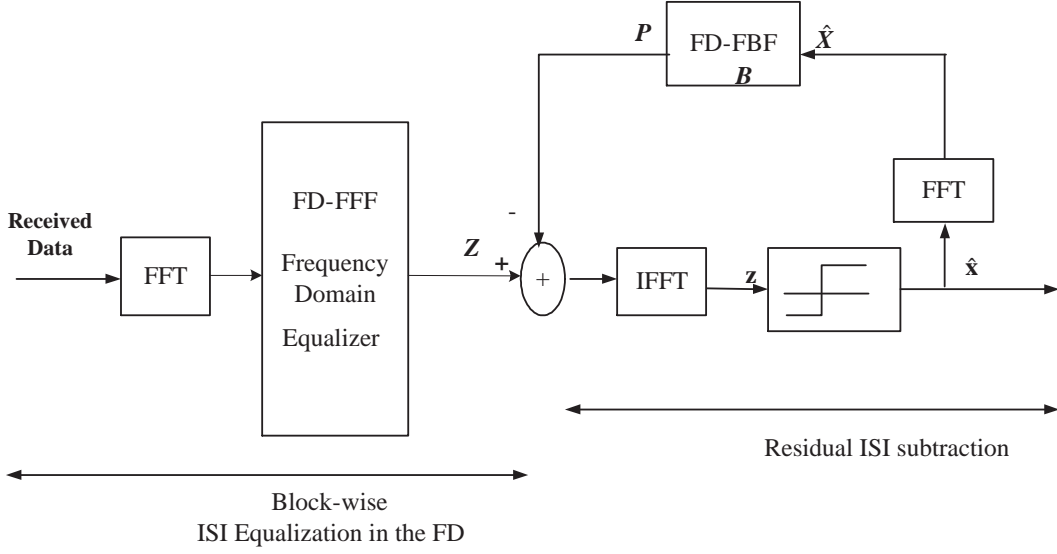 P
FD-FBF
B
X̂
FFT
Received
Data
FFT
FD-FFF
Frequency
Domain
Equalizer
Z
-
+
+
IFFT
z
x̂
Residual ISI subtraction
Block-wise
ISI Equalization in the FD